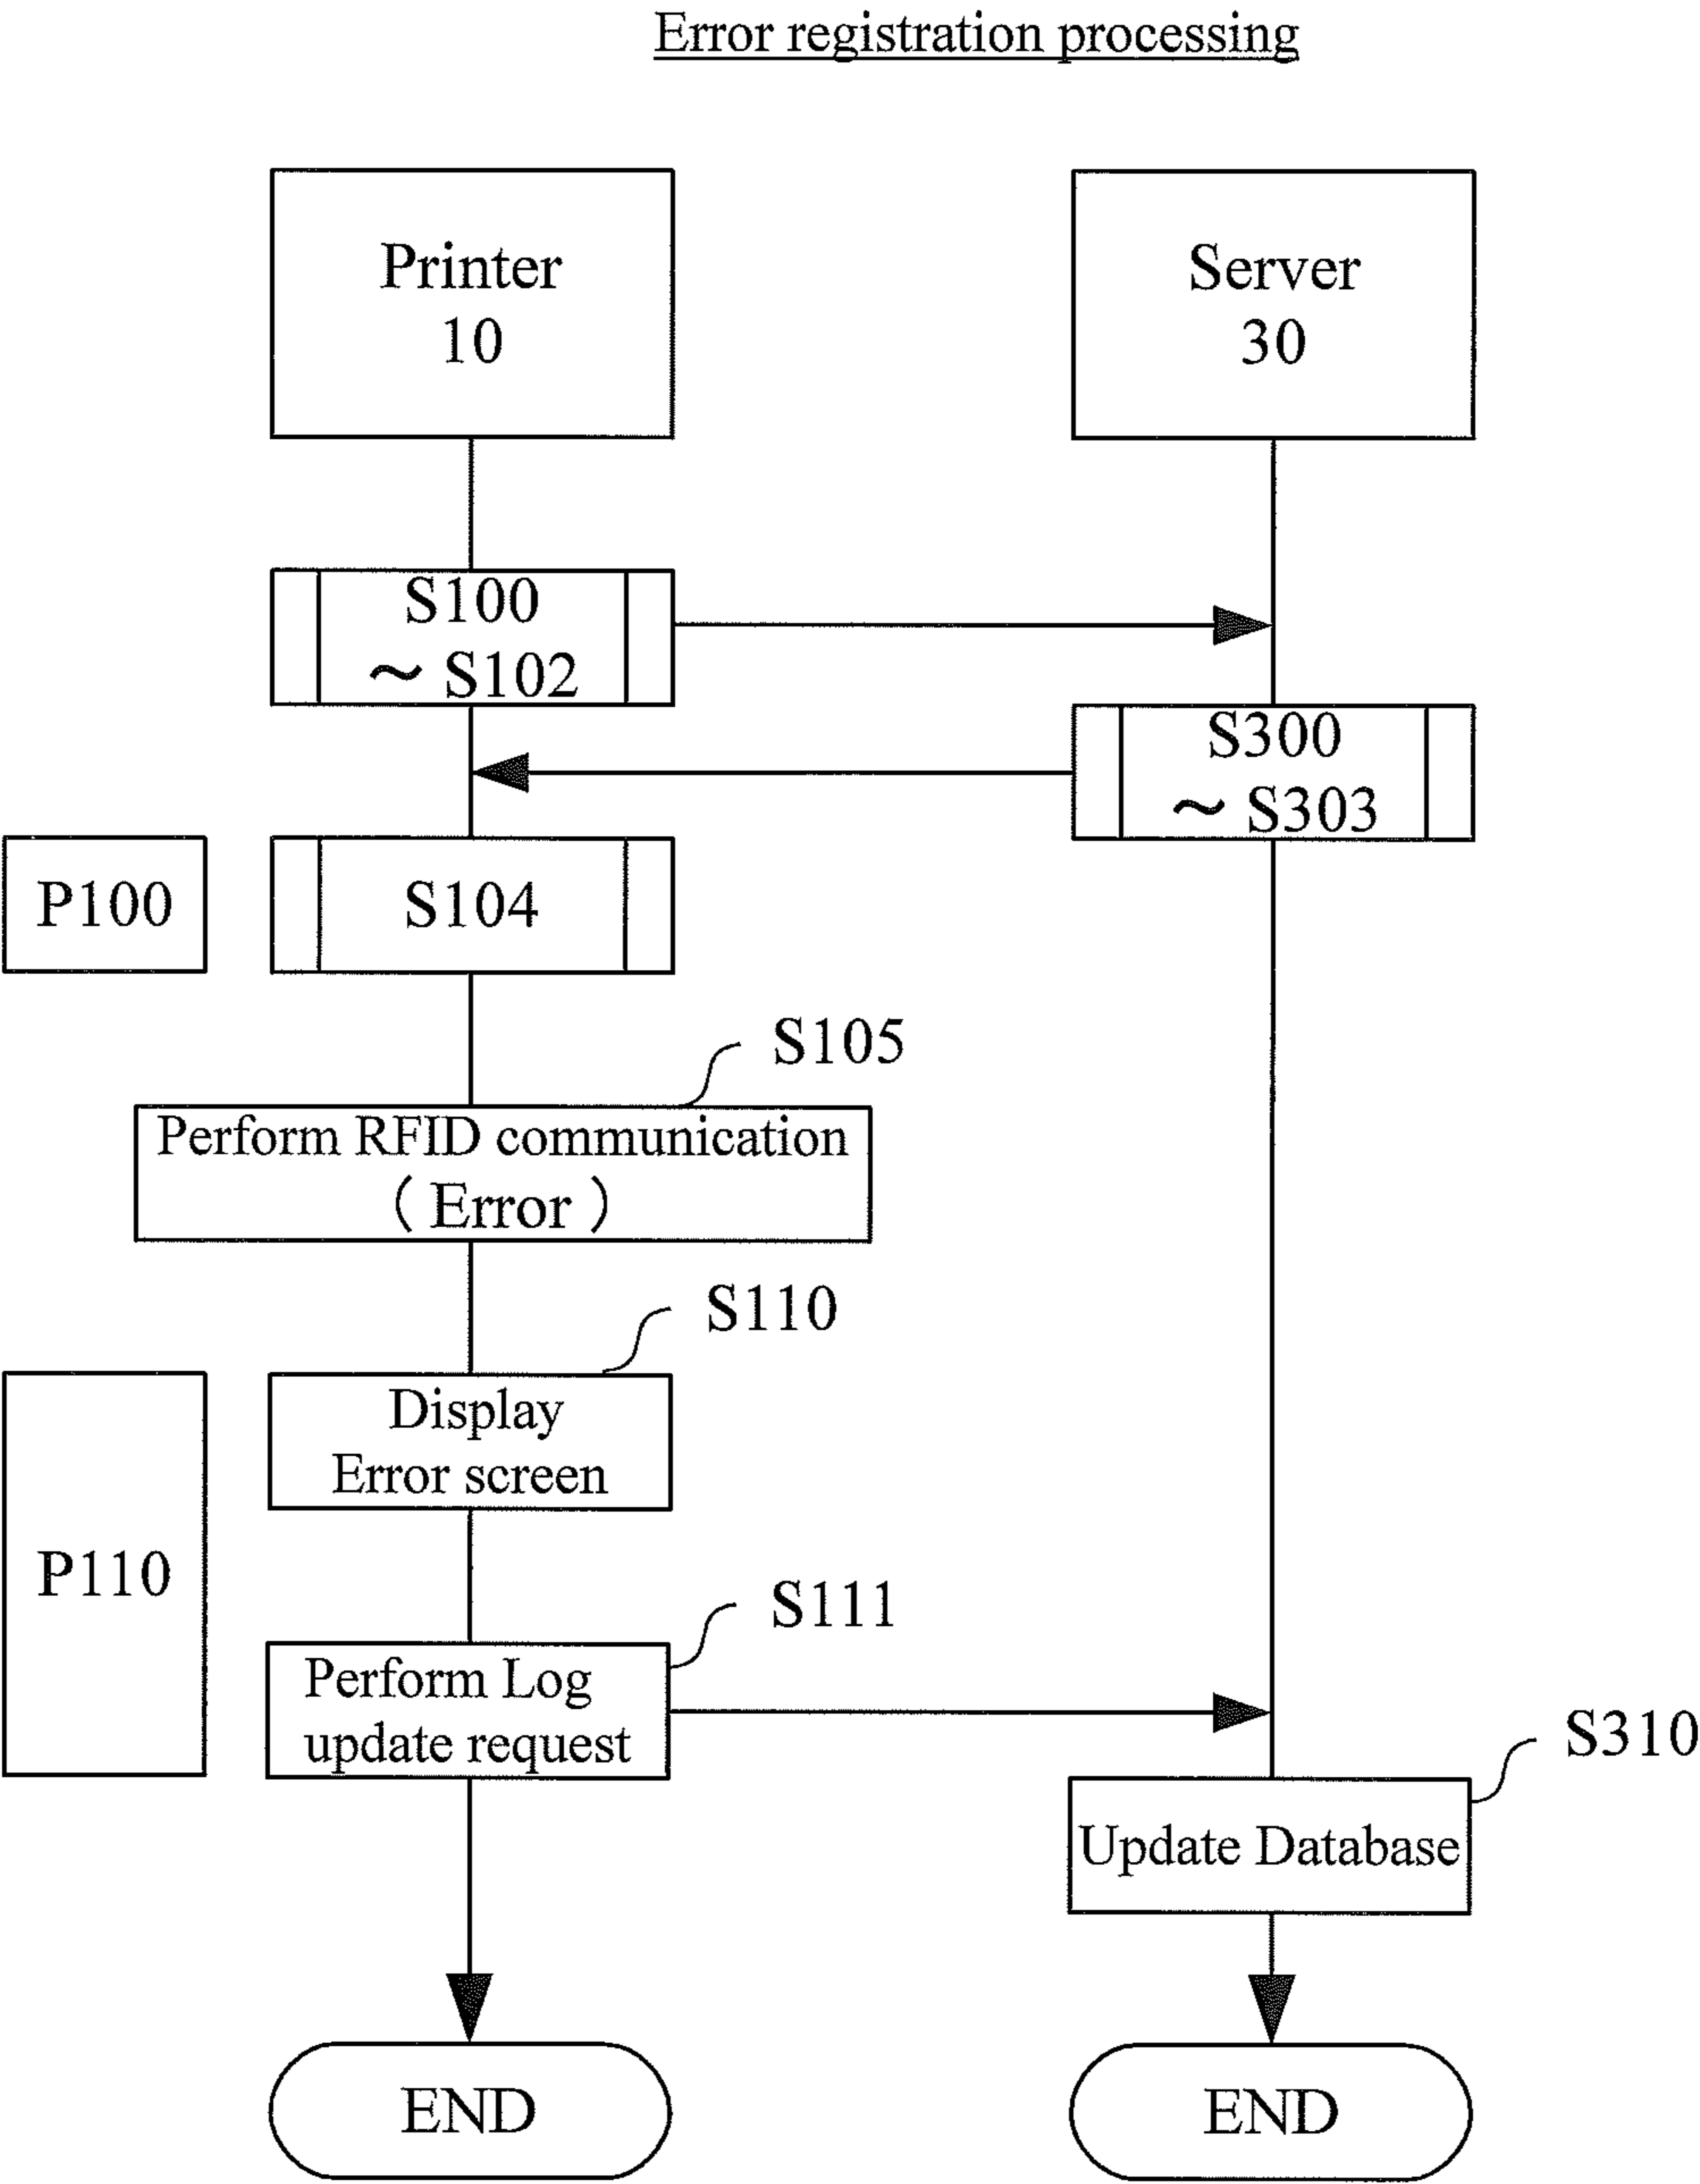 Error registration processing
Printer
10
Server
30
S100
~ S102
S300
~ S303
P100
S104
S105
Perform RFID communication
( Error )
S110
Display
Error screen
P110
S111
Perform Log
update request
S310
Update Database
END
END